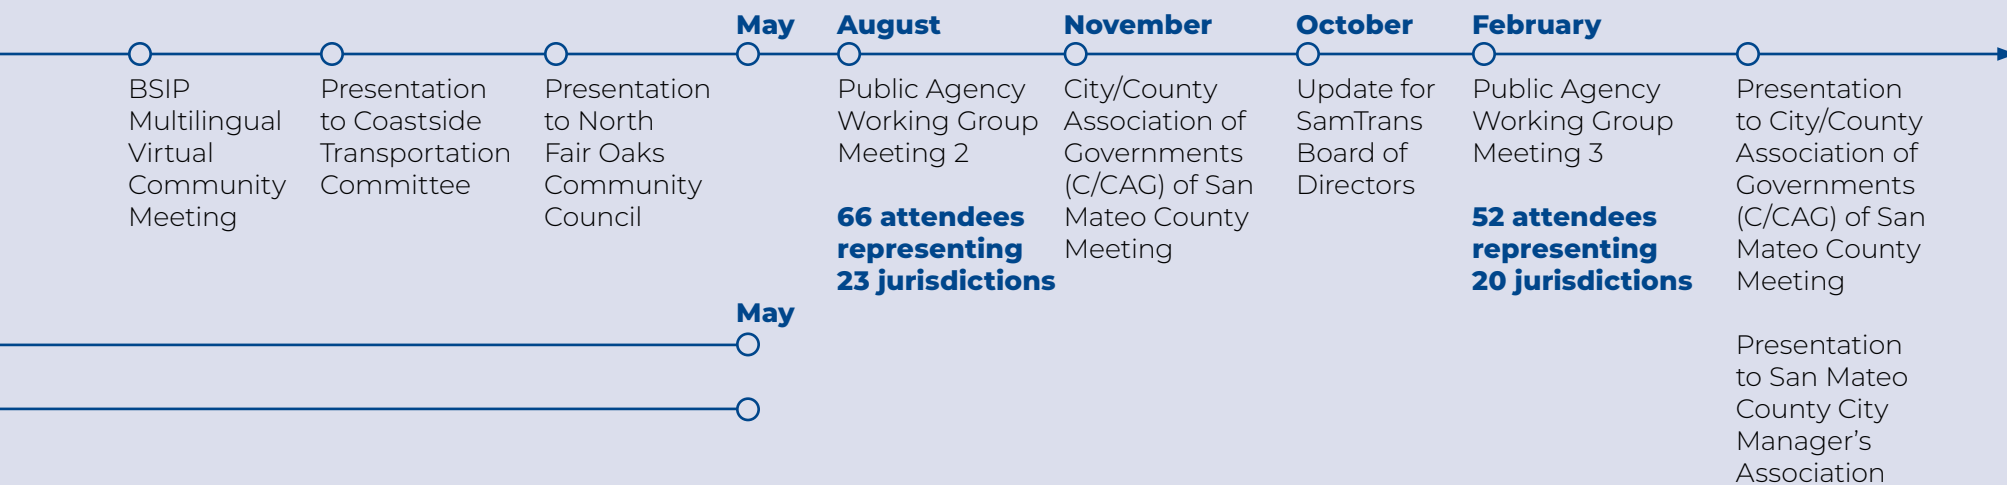 BSIP
Multilingual
Virtual
Community
Meeting
Presentation
to Coastside
Transportation
Committee
Presentation
to North
Fair Oaks
Community
Council
May
August
Public Agency
Working Group
Meeting 2
66 attendees
representing
23 jurisdictions
November
City/County
Association of
Governments
(C/CAG) of San
Mateo County
Meeting
October
Update for
SamTrans
Board of
Directors
February
Public Agency
Working Group
Meeting 3
52 attendees
representing
20 jurisdictions
Presentation
to City/County
Association of
Governments
(C/CAG) of San
Mateo County
Meeting
Presentation
to San Mateo
County City
Manager’s
Association
May